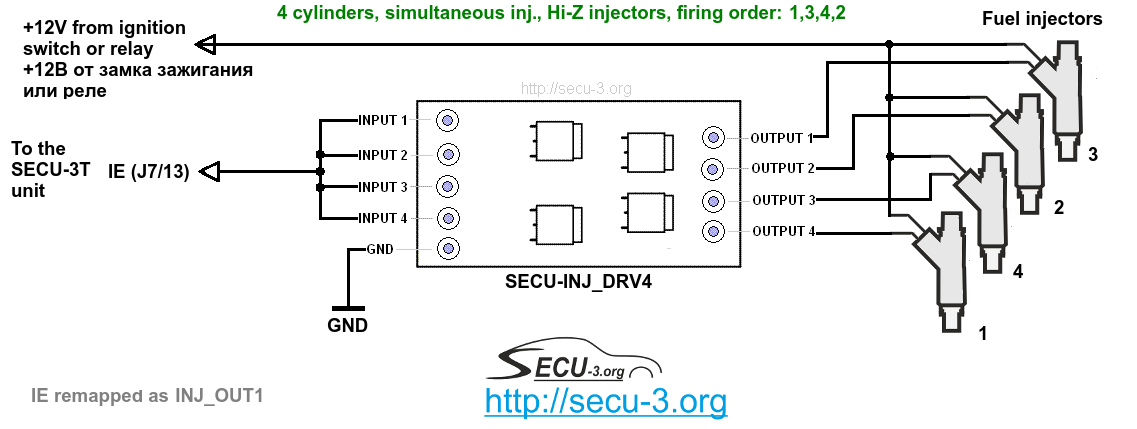 4 cylinders, simultaneous inj., Hi-Z injectors, firing order: 1,3,4,2
+12V from ignition
switch or relay
+12В от замка зажигания
или реле
Fuel injectors
http://secu-3.org
To the
SECU-3T
unit
IE (J7/13)
INPUT 1
INPUT 2
INPUT 3
INPUT 4
GND
OUTPUT 1
OUTPUT 2
OUTPUT 3
OUTPUT 4
3
2
4
1
SECU-INJ_DRV4
GND
SECU-3.org
http://secu-3.org
IE remapped as INJ_OUT1